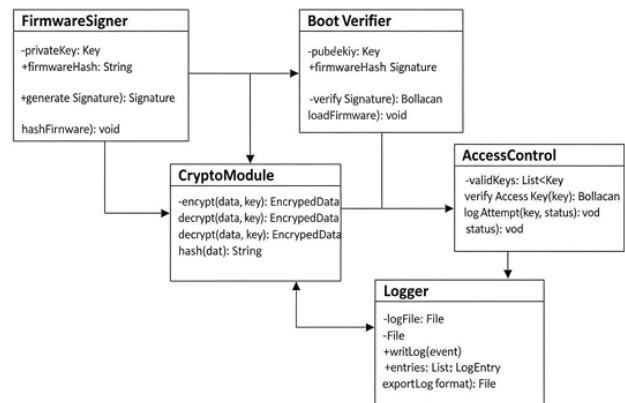 FirmwareSigner
-privateKey: Key
+firmwareHash: String
+generate Signature): Signature
hashFirnware): void
Boot Verifier
-pubďekiy: Key
+firmwareHash Signature
-verify Signature): Bollacan
loadFirmware): void
CryptoModule
-encypt(data, key): EncrypedData
decrypt(data, key): EncrypedData
decrypt(data, key): EncrypedData
hash(dat): String
AccessControl
-validKeys: List<Key
verify Access Key(key): Bollacan
log Attempt(key, status): vod
status): vod
Logger
-logFile: File
-File
+writLog(event)
+entries: List: LogEntry
exportLog format): File